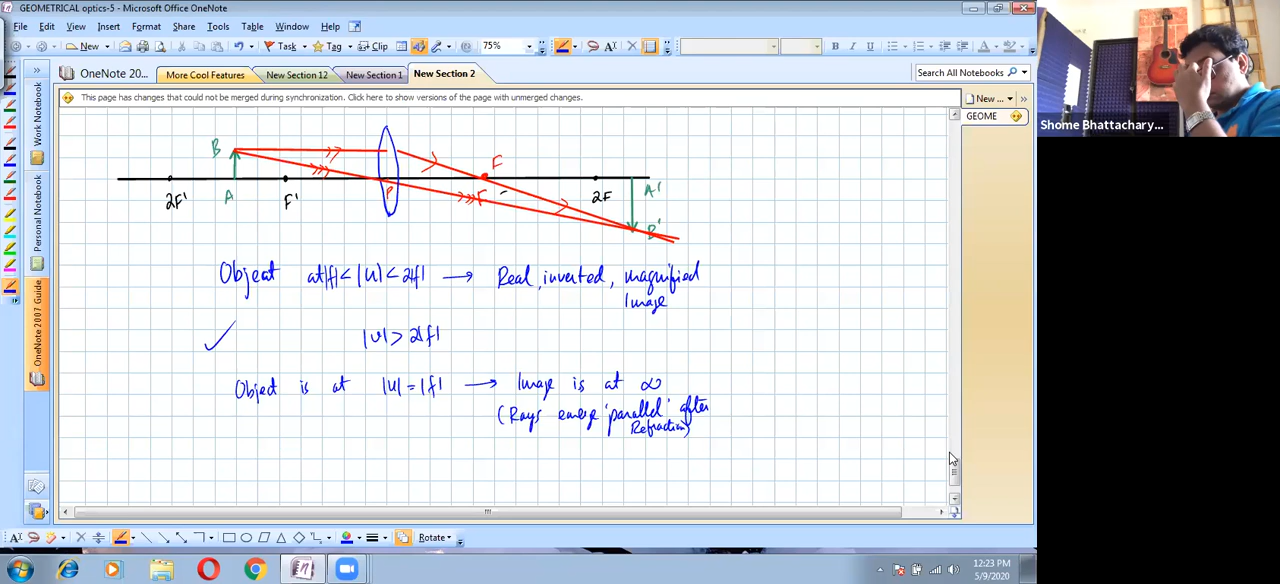 GEOMETRICAL optics-5 - Microsoft Office OneNote
File Edit View Insert Format Share Tools Table Window Help
New Task Tag Clip 75% A B I U A
OneNote 20... More Cool Features New Section 12 New Section 1 New Section 2 Search All Notebooks
This page has changes that could not be merged during synchronization. Click here to show versions of the page with unmerged changes.
New ...
GEOME
Work Notebook
Personal Notebook
OneNote 2007 Guide
B F
2F' A F' P F 2F A'
B'
Object at |f| < |u| < 2|f| → Real, inverted, magnified
Image
|v| > 2|f|
Object is at |u| = |f| → Image is at ∞
(Rays emerge 'parallel' after
Refraction)
Rotate
12:23 PM
5/9/2020
Shome Bhattachary...